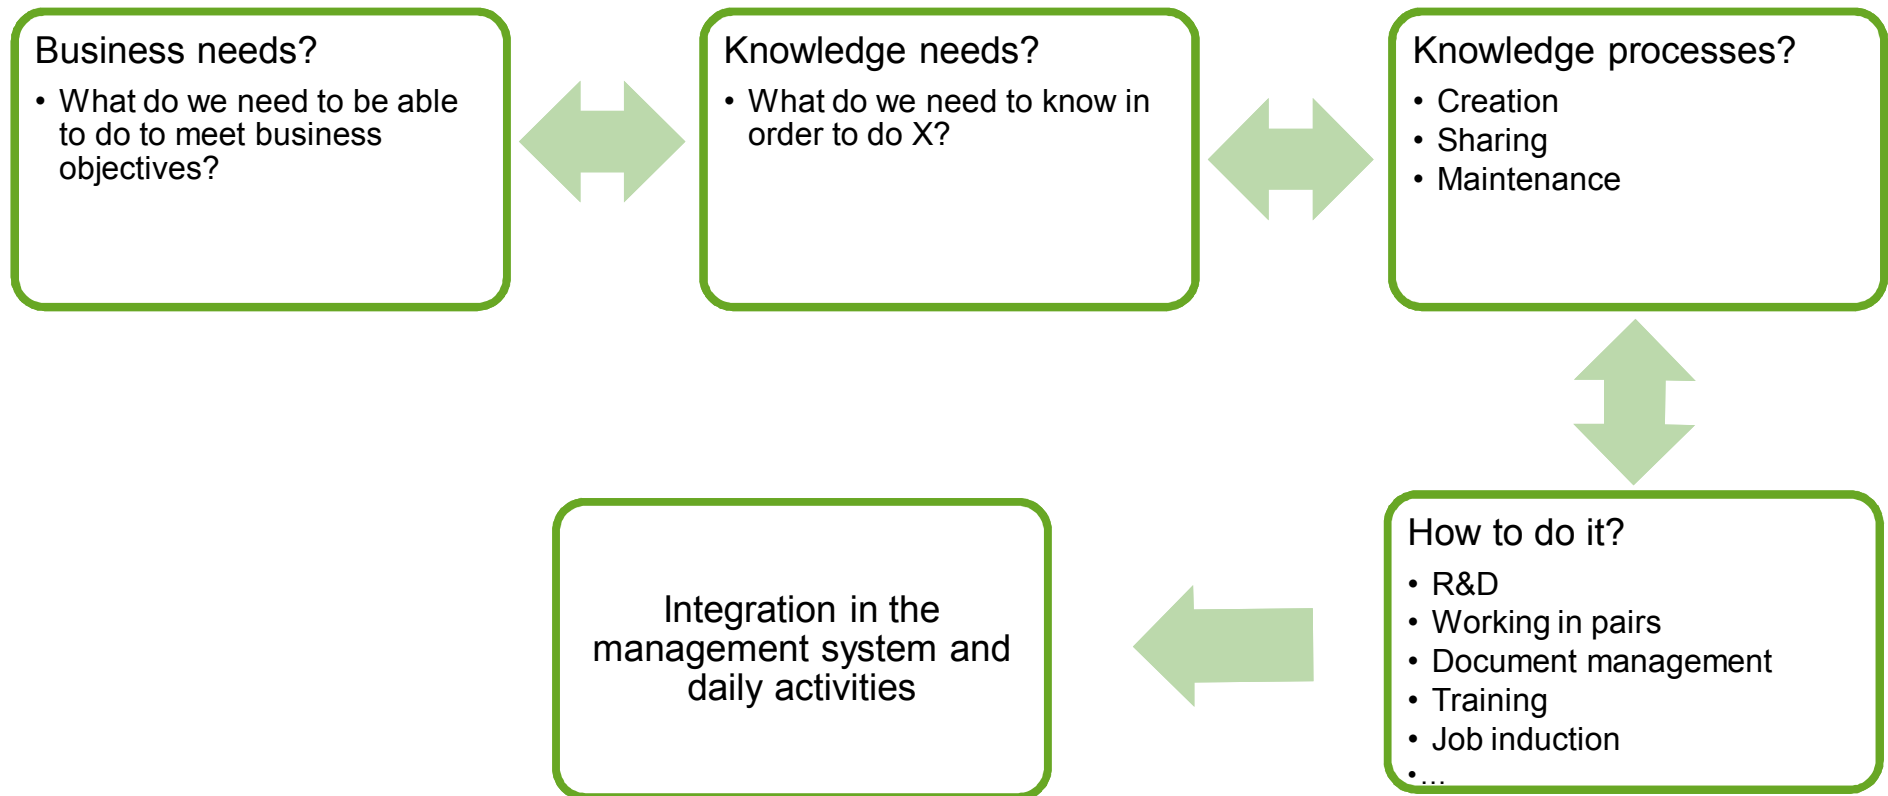 Business needs?
• What do we need to be able
to do to meet business
objectives?
Knowledge needs?
• What do we need to know in
order to do X?
Knowledge processes?
• Creation
• Sharing
• Maintenance
How to do it?
• R&D
• Working in pairs
• Document management
• Training
• Job induction
• ...
Integration in the
management system and
daily activities